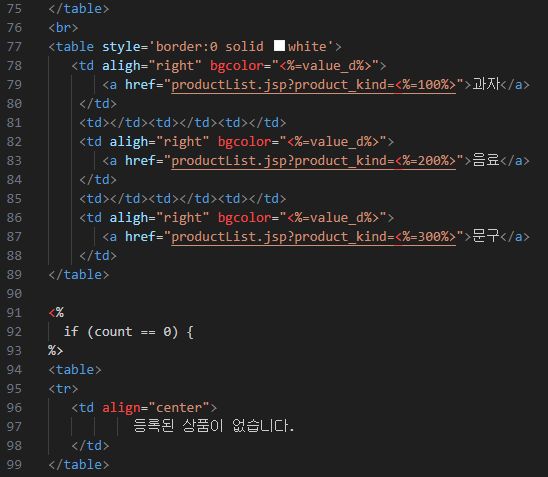 75 </table>
76 <br>
77 <table style='border:0 solid white'>
78 <td aligh="right" bgcolor="<%=value_d%>">
79 <a href="productList.jsp?product_kind=<%=100%>">과자</a>
80 </td>
81 <td></td><td></td><td></td>
82 <td aligh="right" bgcolor="<%=value_d%>">
83 <a href="productList.jsp?product_kind=<%=200%>">음료</a>
84 </td>
85 <td></td><td></td><td></td>
86 <td aligh="right" bgcolor="<%=value_d%>">
87 <a href="productList.jsp?product_kind=<%=300%>">문구</a>
88 </td>
89 </table>
90
91 <%
92 if (count == 0) {
93 %>
94 <table>
95 <tr>
96 <td align="center">
97 등록된 상품이 없습니다.
98 </td>
99 </table>